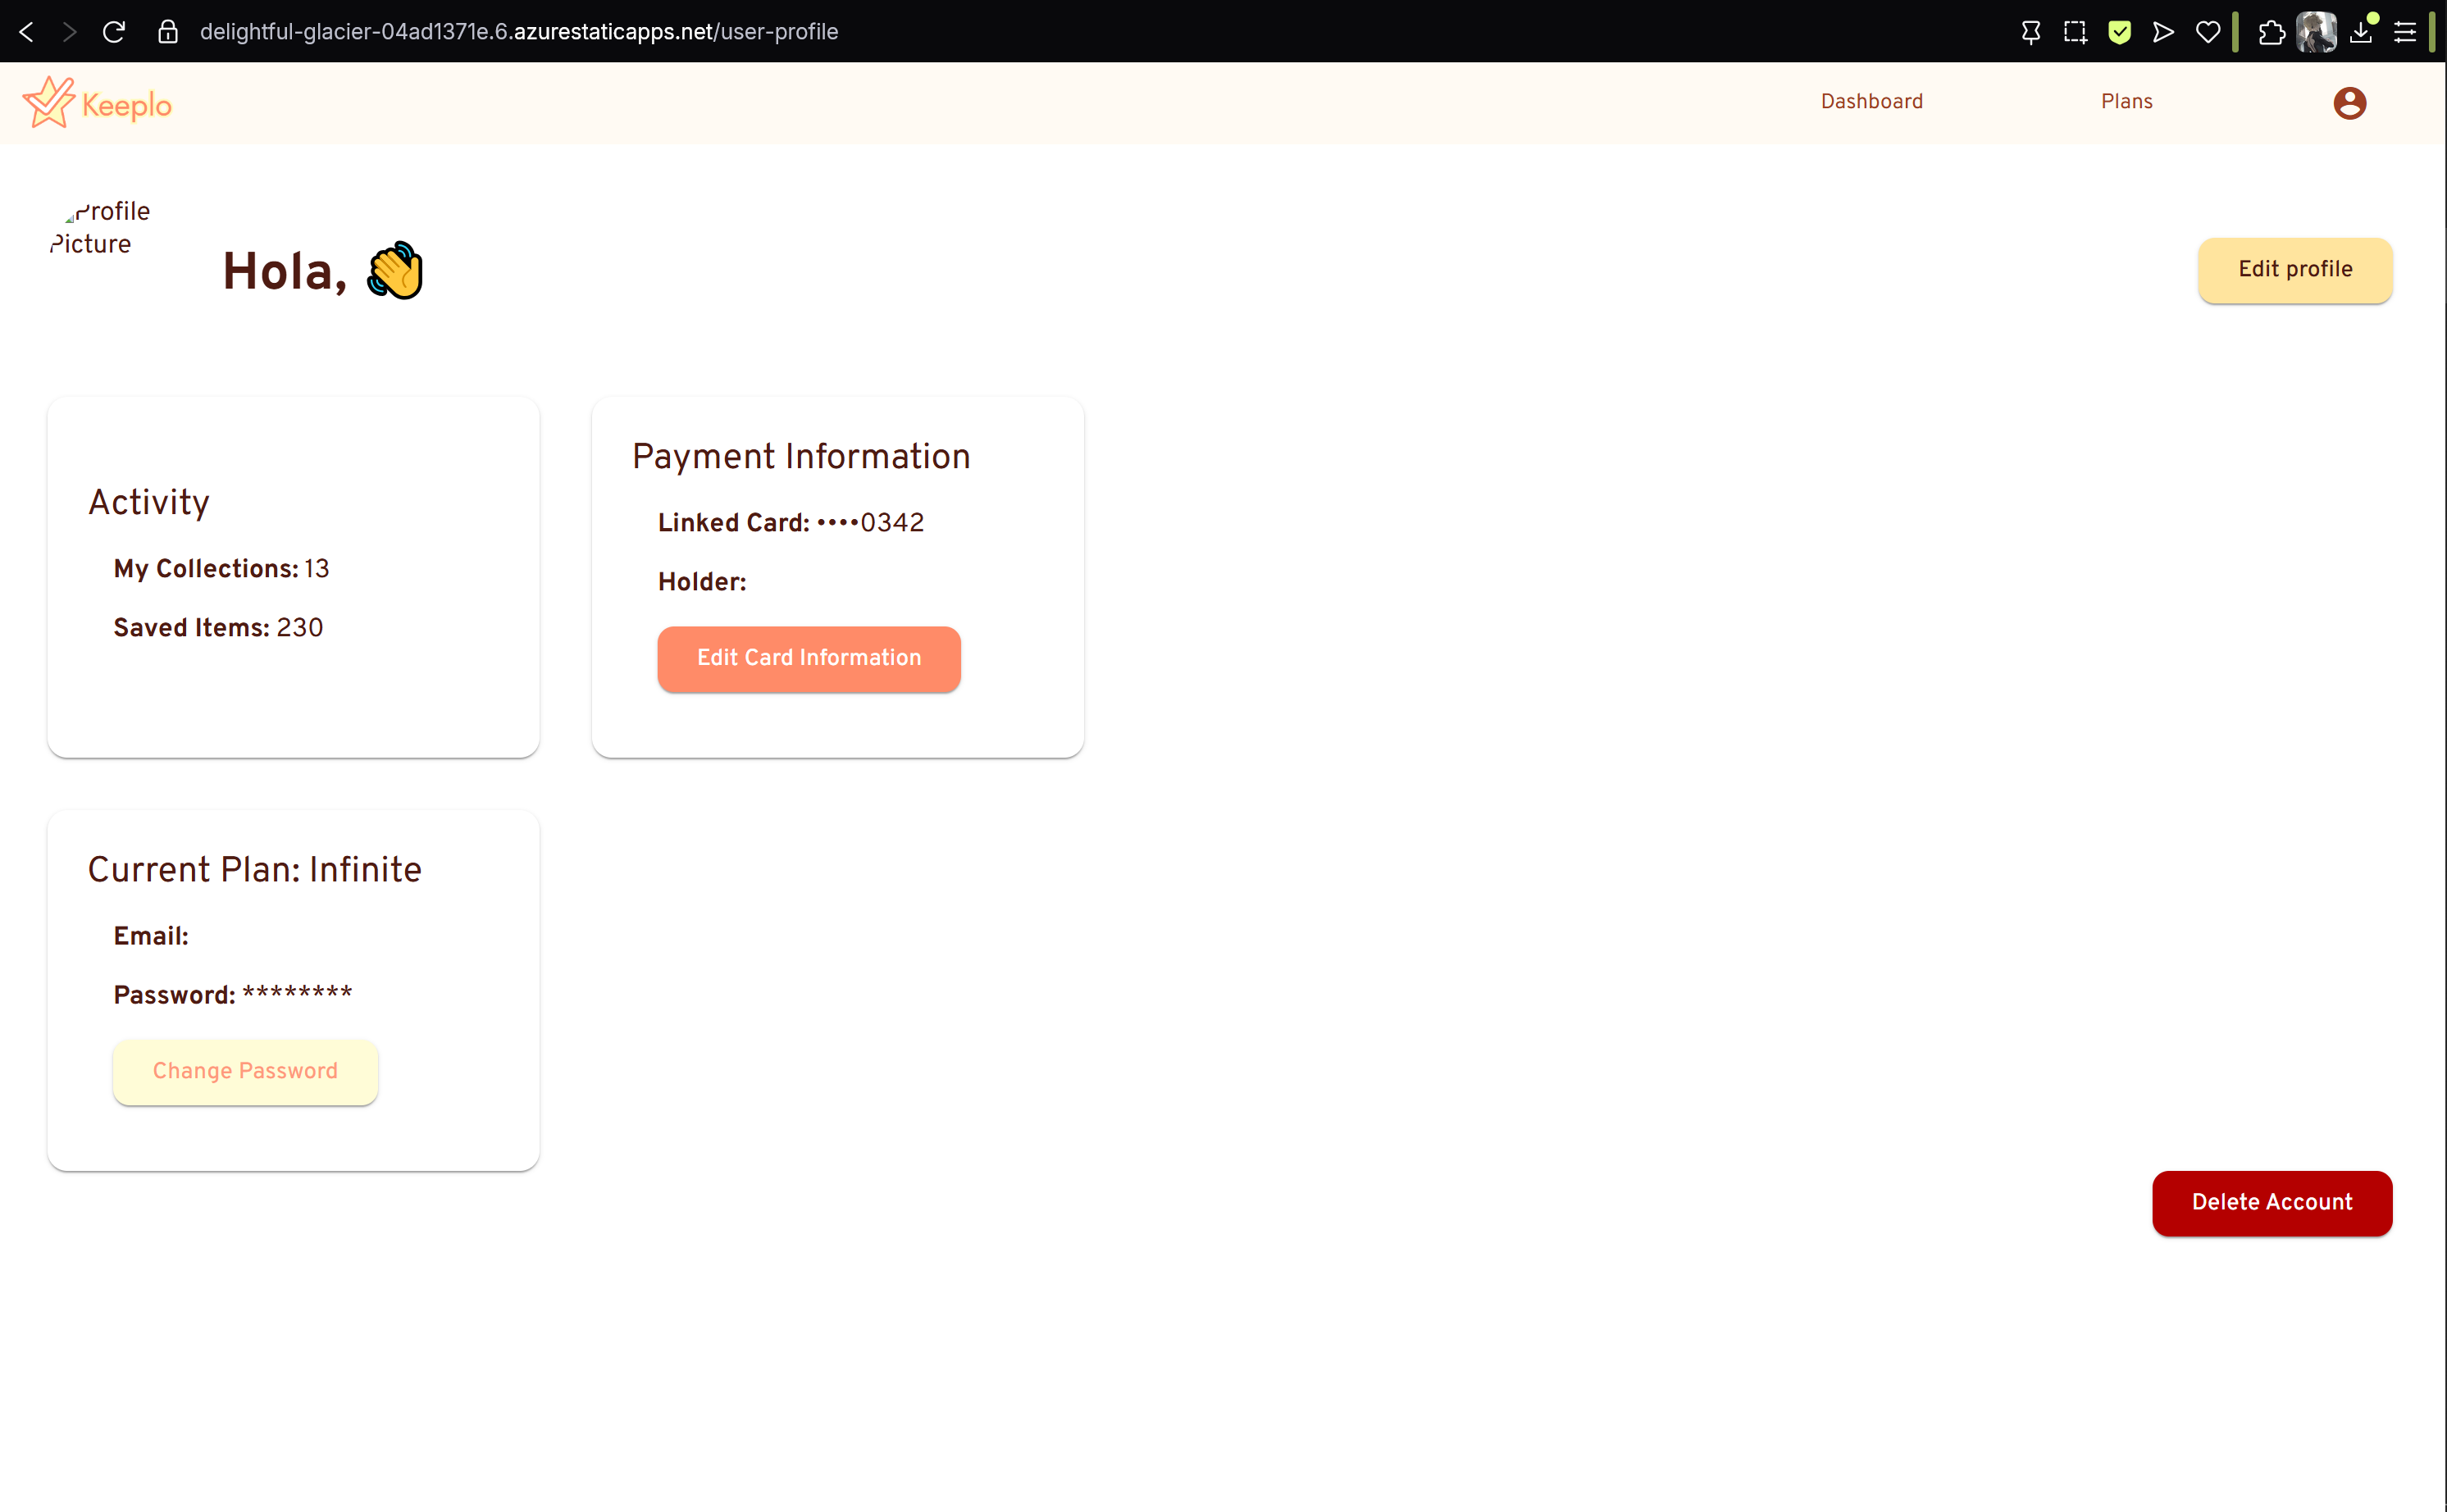 delightful-glacier-04ad1371e.6.azurestaticapps.net/user-profile
Keeplo
Dashboard
Plans
Profile
Picture
Hola, 👋
Edit profile
Activity
My Collections: 13
Saved Items: 230
Payment Information
Linked Card: ••••0342
Holder:
Edit Card Information
Current Plan: Infinite
Email:
Password: ********
Change Password
Delete Account